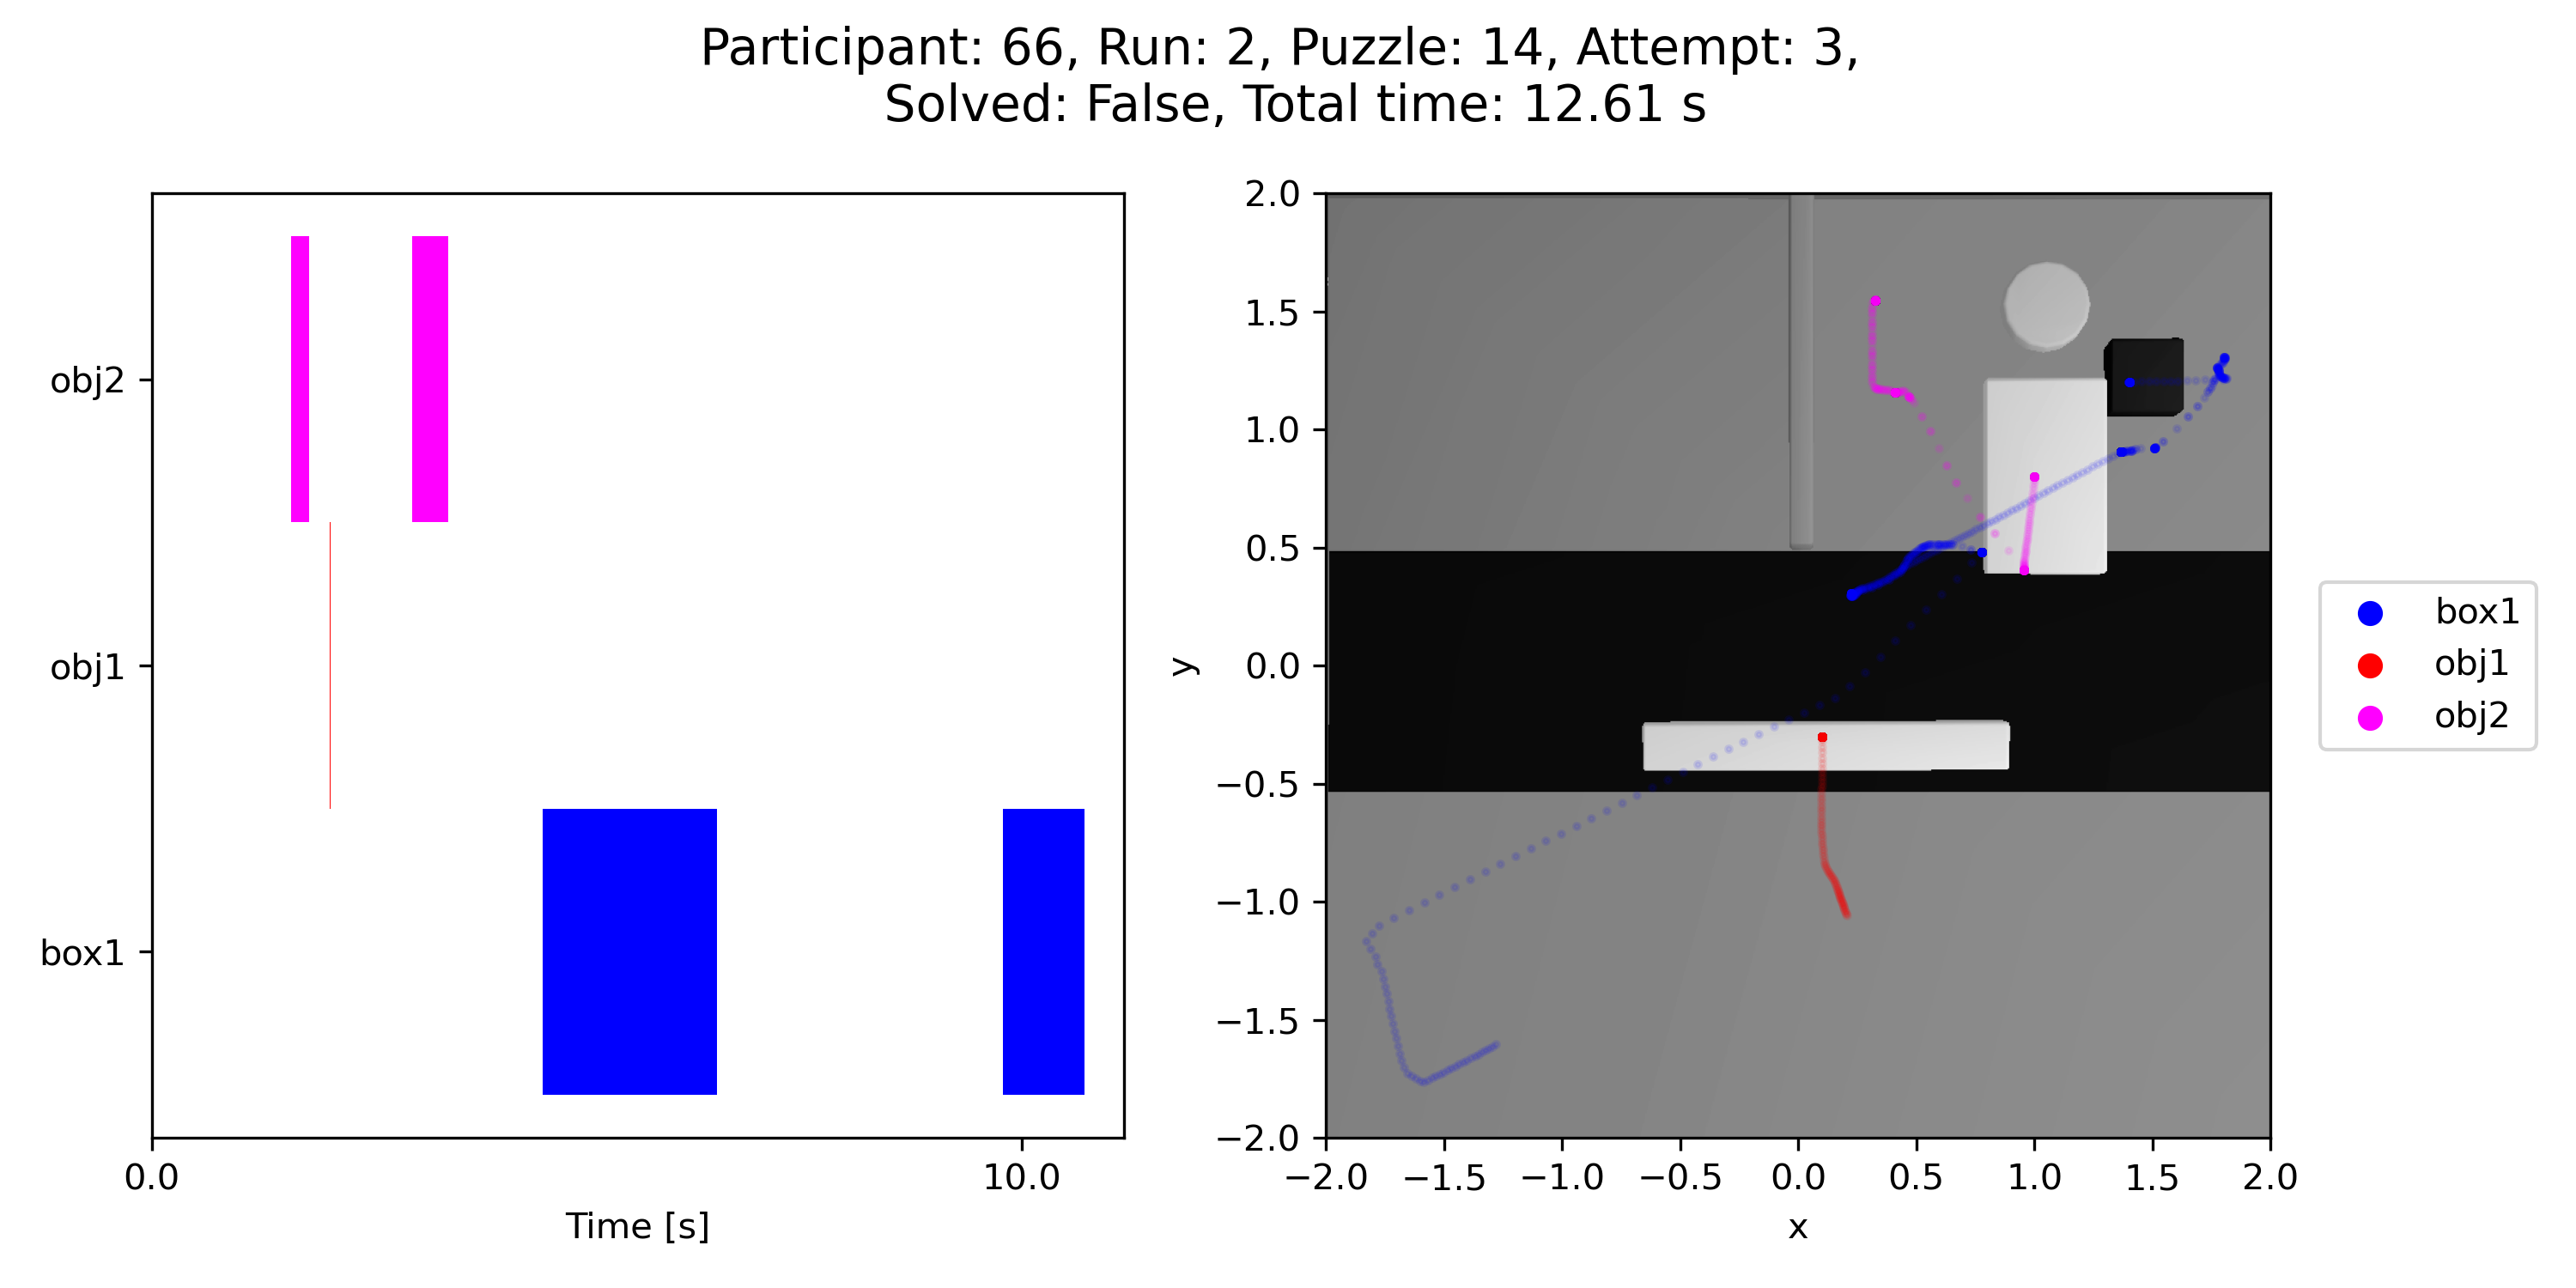 Participant: 66, Run: 2, Puzzle: 14, Attempt: 3,
Solved: False, Total time: 12.61 s
obj2
obj1
box1
0.0
10.0
Time [s]
2.0
1.5
1.0
0.5
0.0
−0.5
−1.0
−1.5
−2.0
y
−2.0
−1.5
−1.0
−0.5
0.0
0.5
1.0
1.5
2.0
x
box1
obj1
obj2